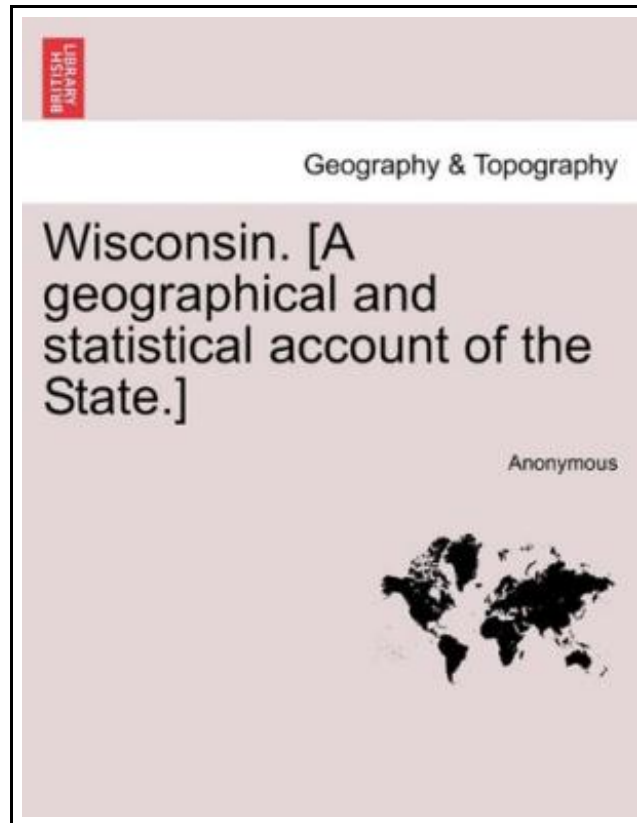 BRITISH
LIBRARY
Geography & Topography
Wisconsin. [A
geographical and
statistical account of the
State.]
Anonymous